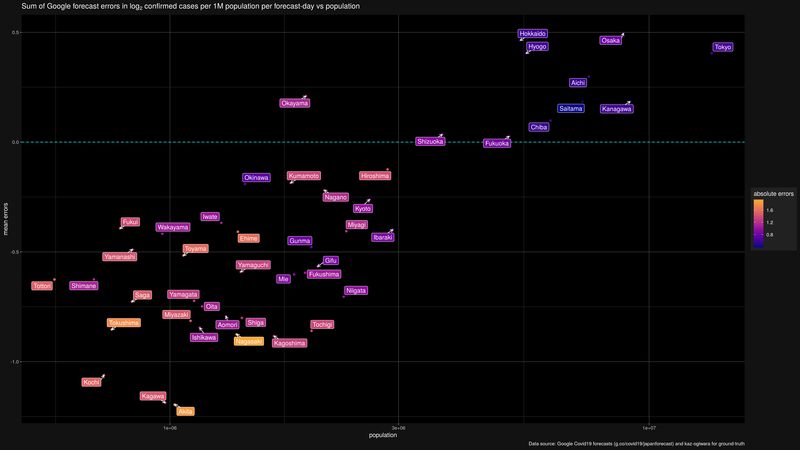 Sum of Google forecast errors in log2 confirmed cases per 1M population per forecast-day vs population
0.5
Hokkaido
Osaka
Hyogo
Tokyo
Aichi
Okayama
Saitama
Kanagawa
Chiba
0.0
Shizuoka
Fukuoka
Okinawa
Kumamoto
Hiroshima
Nagano
Kyoto
Iwate
Fukui
Wakayama
Miyagi
Ehime
Gunma
Ibaraki
-0.5
Toyama
Yamanashi
Yamaguchi
Gifu
Fukushima
Mie
Tottori
Shimane
Niigata
Saga
Yamagata
Oita
Miyazaki
Tokushima
Aomori
Shiga
Tochigi
Ishikawa
Nagasaki
Kagoshima
-1.0
Kochi
Kagawa
Akita
mean errors
1e+06
3e+06
1e+07
population
absolute errors
1.6
1.2
0.8
Data source: Google Covid19 forecasts (g.co/covid19/japanforecast) and kaz-ogiwara for ground-truth